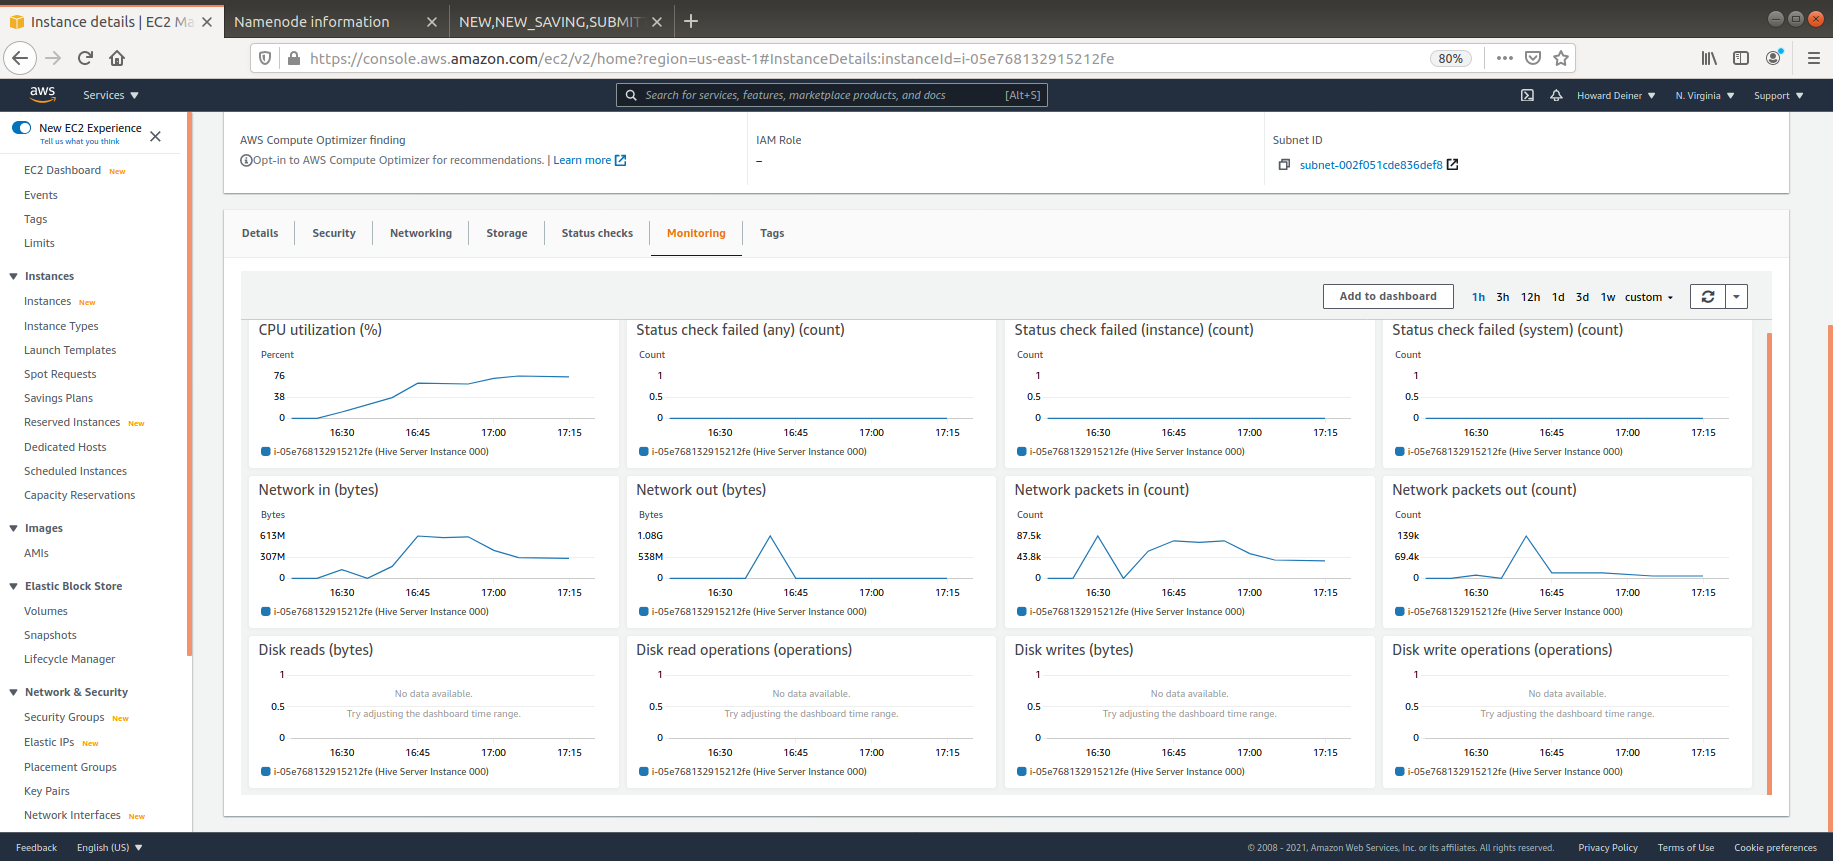 Instance details | EC2 Ma
Namenode information
NEW,NEW_SAVING,SUBMIT
https://console.aws.amazon.com/ec2/v2/home?region=us-east-1#InstanceDetails:instanceId=i-05e768132915212fe
80%
aws
Services
Search for services, features, marketplace products, and docs
[Alt+S]
Howard Deiner
N. Virginia
Support
New EC2 Experience
Tell us what you think
EC2 Dashboard New
Events
Tags
Limits
Instances
Instances New
Instance Types
Launch Templates
Spot Requests
Savings Plans
Reserved Instances New
Dedicated Hosts
Scheduled Instances
Capacity Reservations
Images
AMIs
Elastic Block Store
Volumes
Snapshots
Lifecycle Manager
Network & Security
Security Groups New
Elastic IPs New
Placement Groups
Key Pairs
Network Interfaces New
AWS Compute Optimizer finding
Opt-in to AWS Compute Optimizer for recommendations. | Learn more
IAM Role
–
Subnet ID
subnet-002f051cde836def8
Details
Security
Networking
Storage
Status checks
Monitoring
Tags
Add to dashboard
1h 3h 12h 1d 3d 1w custom
CPU utilization (%)
Percent
76
38
0
16:30 16:45 17:00 17:15
i-05e768132915212fe (Hive Server Instance 000)
Status check failed (any) (count)
Count
1
0.5
0
16:30 16:45 17:00 17:15
i-05e768132915212fe (Hive Server Instance 000)
Status check failed (instance) (count)
Count
1
0.5
0
16:30 16:45 17:00 17:15
i-05e768132915212fe (Hive Server Instance 000)
Status check failed (system) (count)
Count
1
0.5
0
16:30 16:45 17:00 17:15
i-05e768132915212fe (Hive Server Instance 000)
Network in (bytes)
Bytes
613M
307M
0
16:30 16:45 17:00 17:15
i-05e768132915212fe (Hive Server Instance 000)
Network out (bytes)
Bytes
1.08G
538M
0
16:30 16:45 17:00 17:15
i-05e768132915212fe (Hive Server Instance 000)
Network packets in (count)
Count
87.5k
43.8k
0
16:30 16:45 17:00 17:15
i-05e768132915212fe (Hive Server Instance 000)
Network packets out (count)
Count
139k
69.4k
0
16:30 16:45 17:00 17:15
i-05e768132915212fe (Hive Server Instance 000)
Disk reads (bytes)
1
0.5
0
No data available.
Try adjusting the dashboard time range.
16:30 16:45 17:00 17:15
i-05e768132915212fe (Hive Server Instance 000)
Disk read operations (operations)
1
0.5
0
No data available.
Try adjusting the dashboard time range.
16:30 16:45 17:00 17:15
i-05e768132915212fe (Hive Server Instance 000)
Disk writes (bytes)
1
0.5
0
No data available.
Try adjusting the dashboard time range.
16:30 16:45 17:00 17:15
i-05e768132915212fe (Hive Server Instance 000)
Disk write operations (operations)
1
0.5
0
No data available.
Try adjusting the dashboard time range.
16:30 16:45 17:00 17:15
i-05e768132915212fe (Hive Server Instance 000)
Feedback
English (US)
© 2008 - 2021, Amazon Web Services, Inc. or its affiliates. All rights reserved.
Privacy Policy
Terms of Use
Cookie preferences